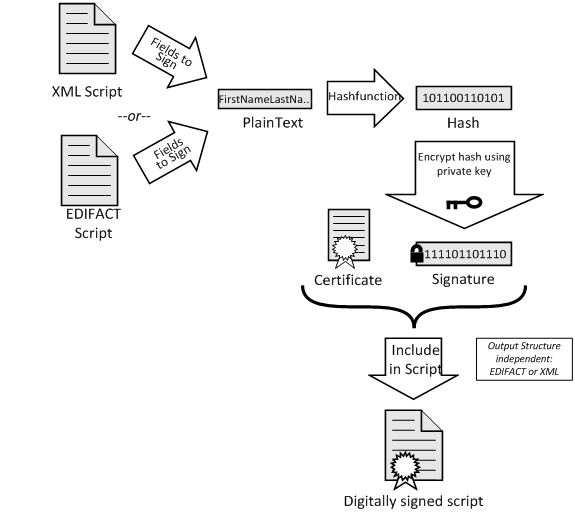 XML Script
Fields to
Sign
--or--
Fields
to Sign
EDIFACT
Script
FirstNameLastNa..
PlainText
Hashfunction
101100110101
Hash
Encrypt hash using
private key
Certificate
111101101110
Signature
Include
in Script
Output Structure
independent:
EDIFACT or XML
Digitally signed script